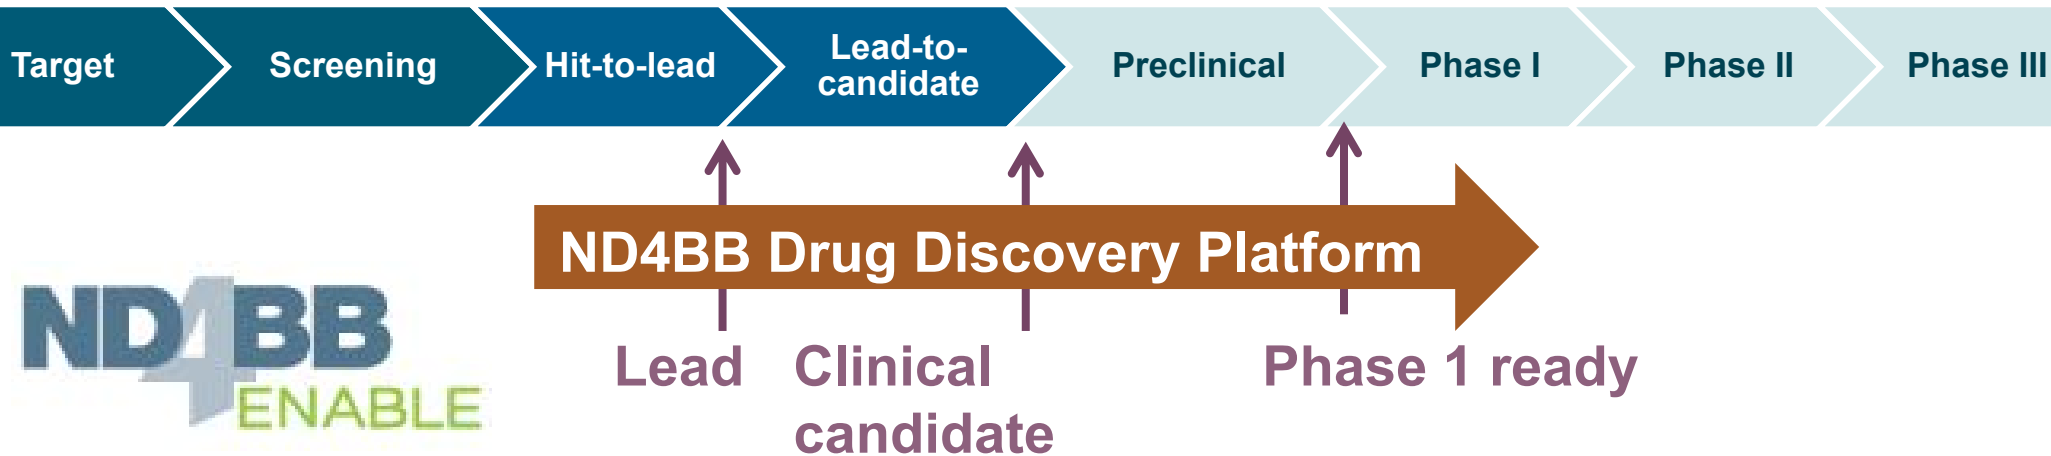 Target
Screening
Hit-to-lead
Lead-to-
candidate
Preclinical
Phase I
Phase II
Phase III
ND4BB Drug Discovery Platform
ND4BB
ENABLE
Lead
Clinical
candidate
Phase 1 ready